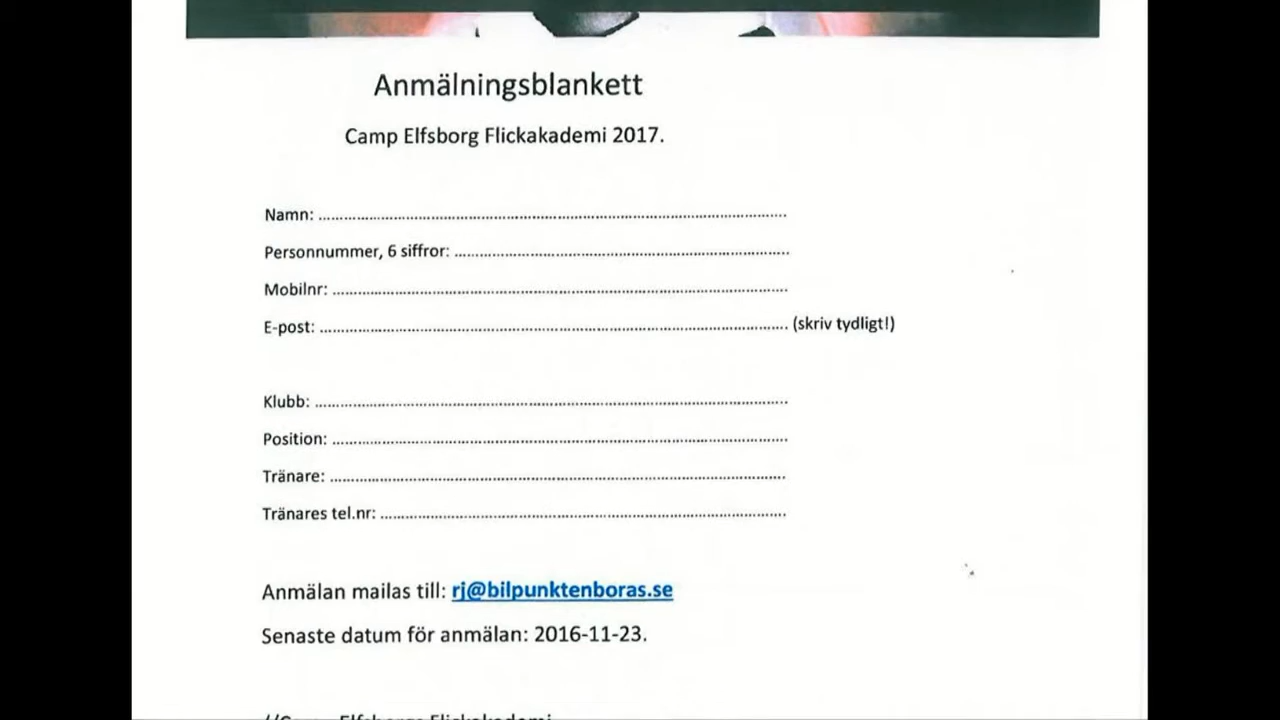 Anmälningsblankett
Camp Elfsborg Flickakademi 2017.
Namn: ........................................................................................
Personnummer, 6 siffror: ...............................................................
Mobilnr: ......................................................................................
E-post: ........................................................................................ (skriv tydligt!)
Klubb: .........................................................................................
Position: ......................................................................................
Tränare: ......................................................................................
Tränares tel.nr: .............................................................................
Anmälan mailas till: rj@bilpunktenboras.se
Senaste datum för anmälan: 2016-11-23.